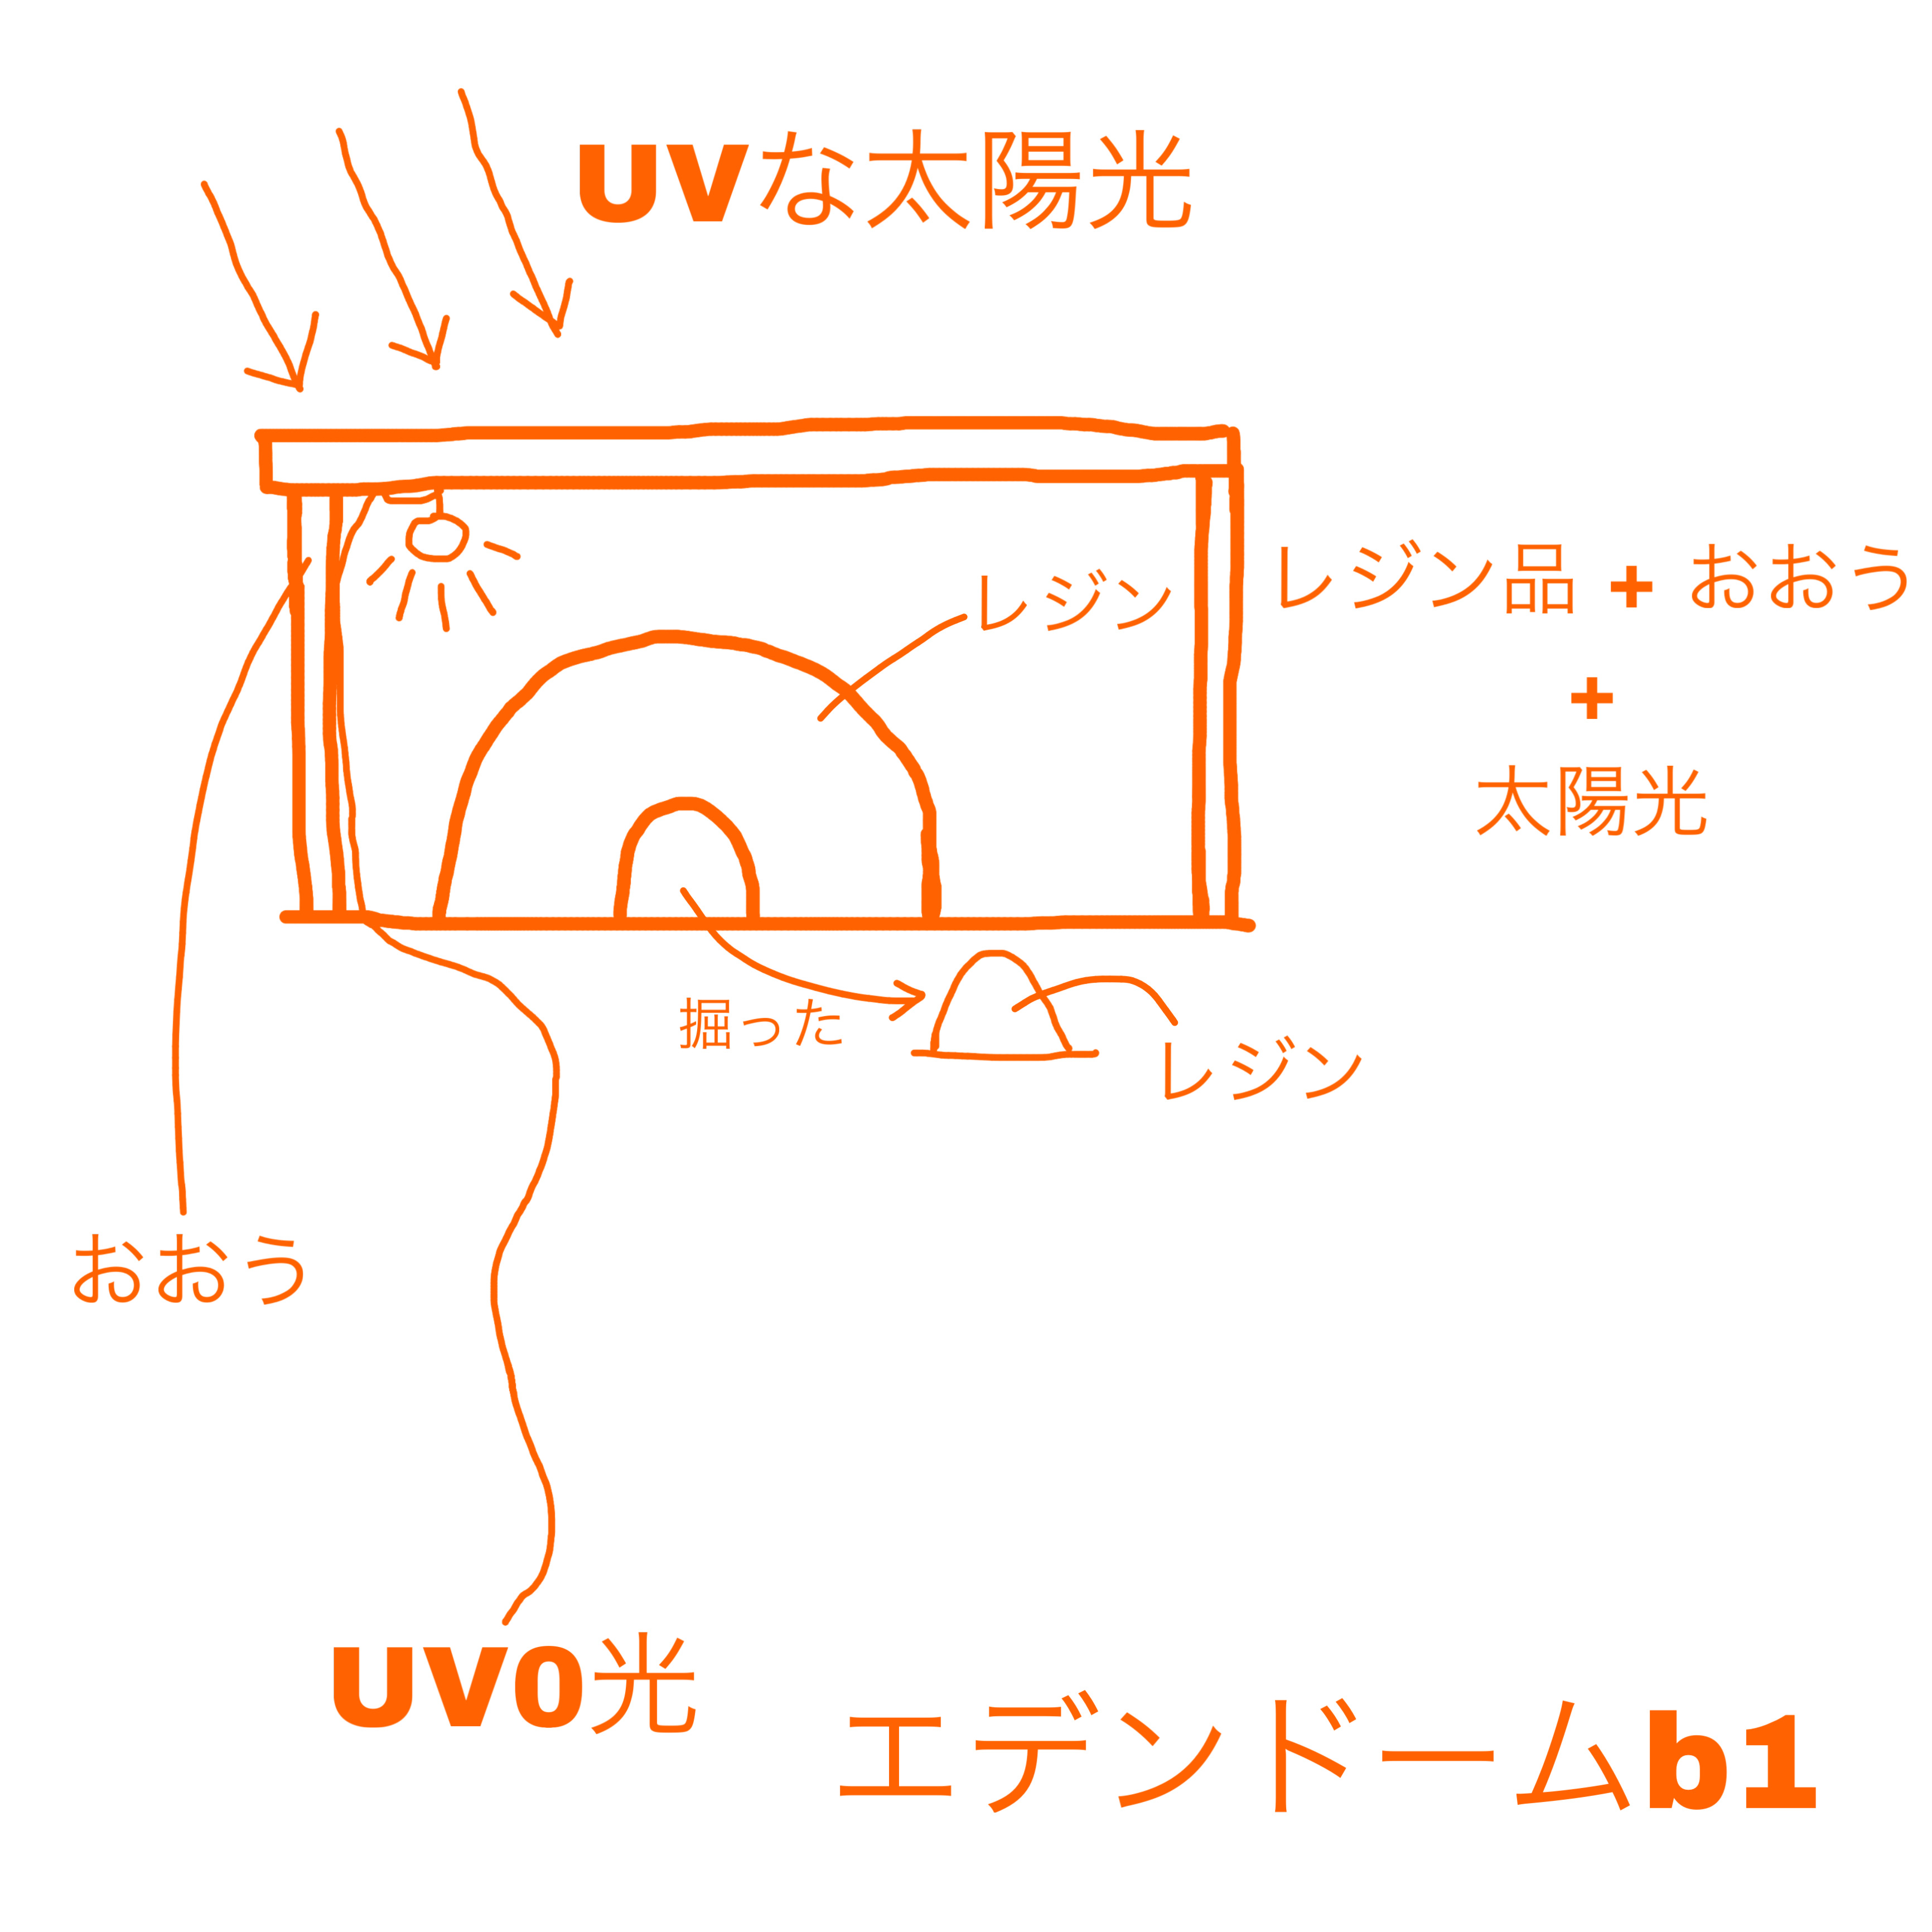 UVな太陽光
レジン
レジン品 + おおう
+
太陽光
掘った
レジン
おおう
UV0光
エデンドームb1